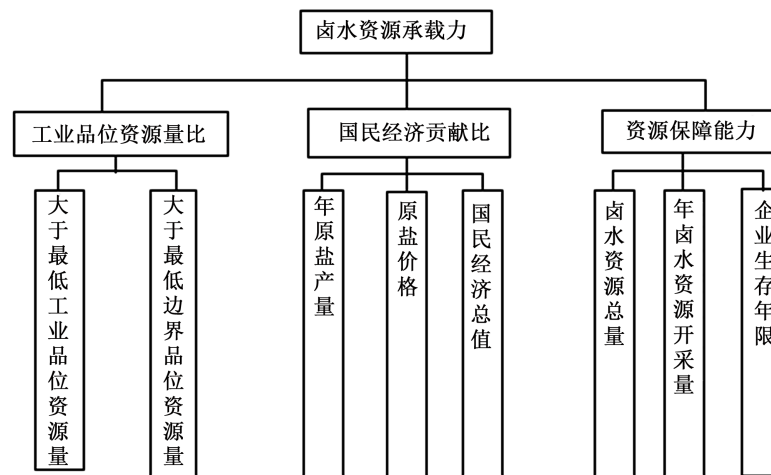 卤水资源承载力
工业品位资源量比
国民经济贡献比
资源保障能力
大于最低工业品位资源量
大于最低边界品位资源量
年原盐产量
原盐价格
国民经济总值
卤水资源总量
年卤水资源开采量
企业生存年限